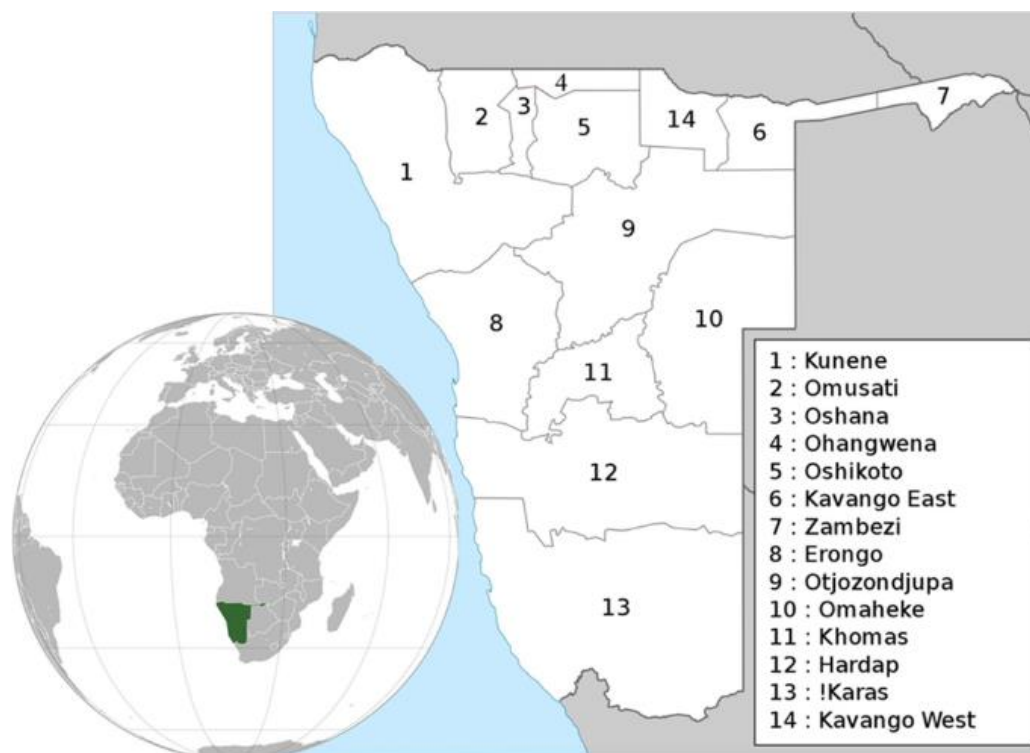 4
7
3
2
14
5
6
1
9
10
8
11
12
13
1 : Kunene
2 : Omusati
3 : Oshana
4 : Ohangwena
5 : Oshikoto
6 : Kavango East
7 : Zambezi
8 : Erongo
9 : Otjozondjupa
10 : Omaheke
11 : Khomas
12 : Hardap
13 : !Karas
14 : Kavango West